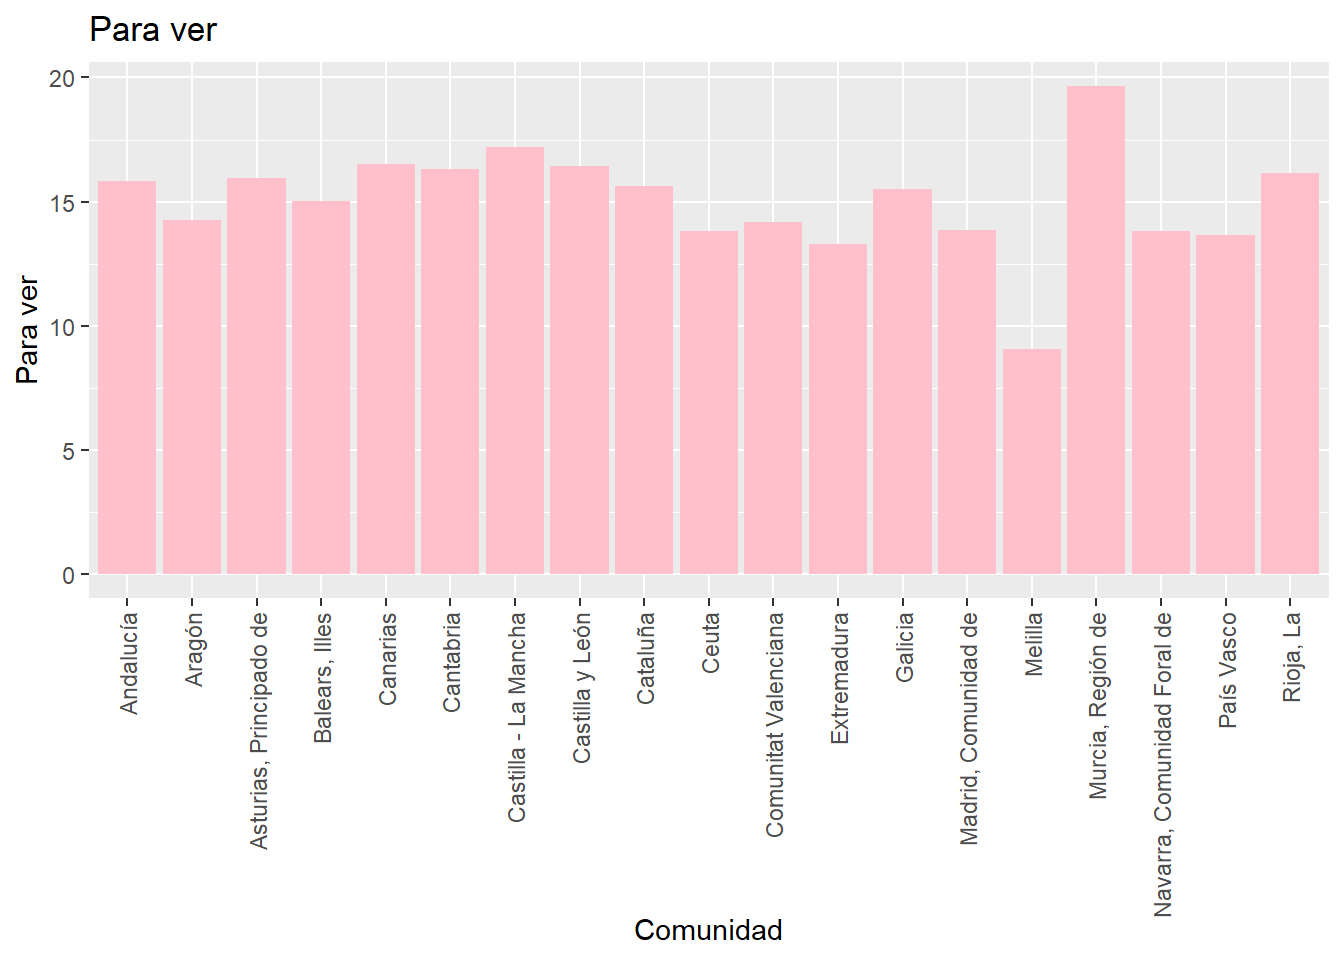 Para ver
Para ver
20
15
10
5
0
Andalucía
Aragón
Asturias, Principado de
Balears, Illes
Canarias
Cantabria
Castilla - La Mancha
Castilla y León
Cataluña
Ceuta
Comunitat Valenciana
Extremadura
Galicia
Madrid, Comunidad de
Melilla
Murcia, Región de
Navarra, Comunidad Foral de
País Vasco
Rioja, La
Comunidad